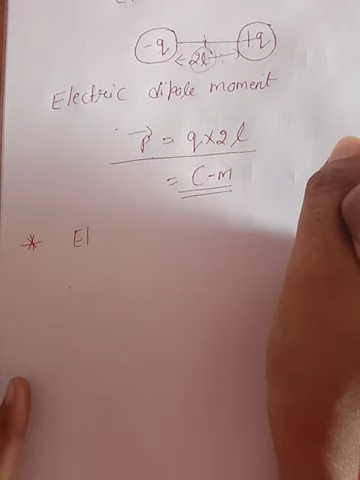 -q +q
2l
Electric dipole moment
p⃗ = q×2l
= C-m
* El